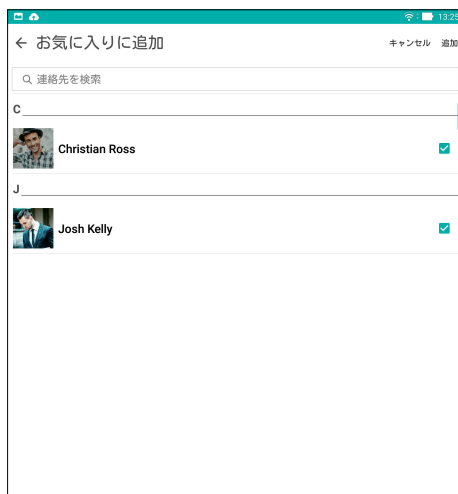 13:25
お気に入りに追加
キャンセル 追加
連絡先を検索
C
Christian Ross
J
Josh Kelly